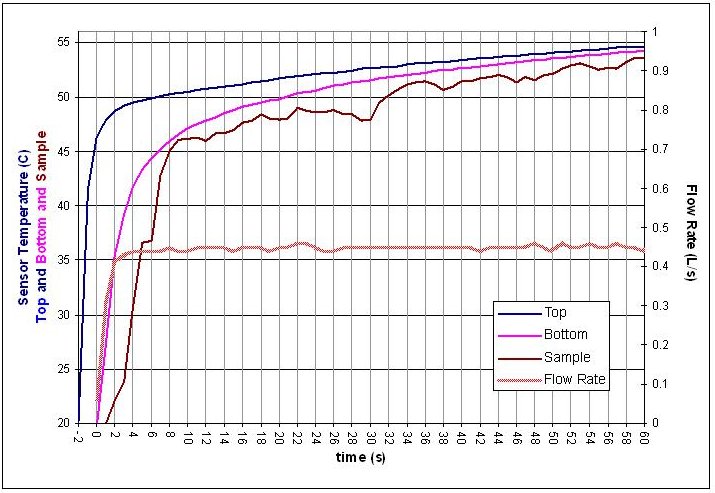 Sensor Temperature (C)
Top and Bottom and Sample
55
50
45
40
35
30
25
20
1
0.9
0.8
0.7
0.6
0.5
0.4
0.3
0.2
0.1
0
Flow Rate (L/s)
Top
Bottom
Sample
Flow Rate
-2 0 2 4 6 8 10 12 14 16 18 20 22 24 26 28 30 32 34 36 38 40 42 44 46 48 50 52 54 56 58 60
time (s)